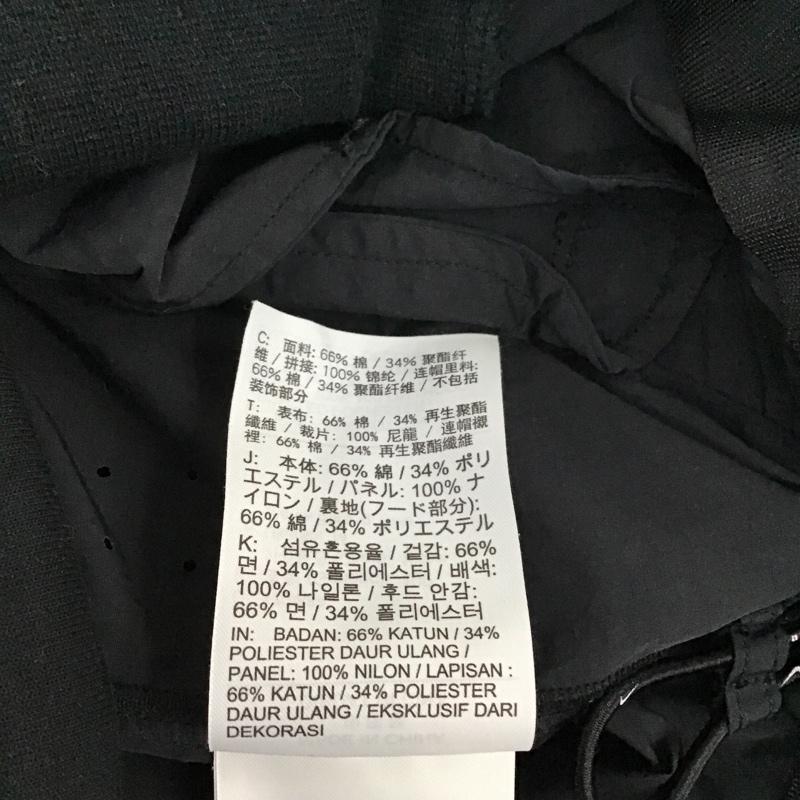 C: 面料: 66% 棉 / 34% 聚酯纤
维 / 拼接: 100% 锦纶 / 连帽里料:
66% 棉 / 34% 聚酯纤维 / 不包括
装饰部分
T: 表布: 66% 棉 / 34% 再生聚酯
纖維 / 裁片: 100% 尼龍 / 連帽襯
裡: 66% 棉 / 34% 再生聚酯纖維
J: 本体: 66% 綿 / 34% ポリ
エステル / パネル: 100% ナ
イロン / 裏地(フード部分):
66% 綿 / 34% ポリエステル
K: 섬유혼용율 / 겉감: 66%
면 / 34% 폴리에스터 / 배색:
100% 나일론 / 후드 안감:
66% 면 / 34% 폴리에스터
IN: BADAN: 66% KATUN / 34%
POLIESTER DAUR ULANG /
PANEL: 100% NILON / LAPISAN :
66% KATUN / 34% POLIESTER
DAUR ULANG / EKSKLUSIF DARI
DEKORASI